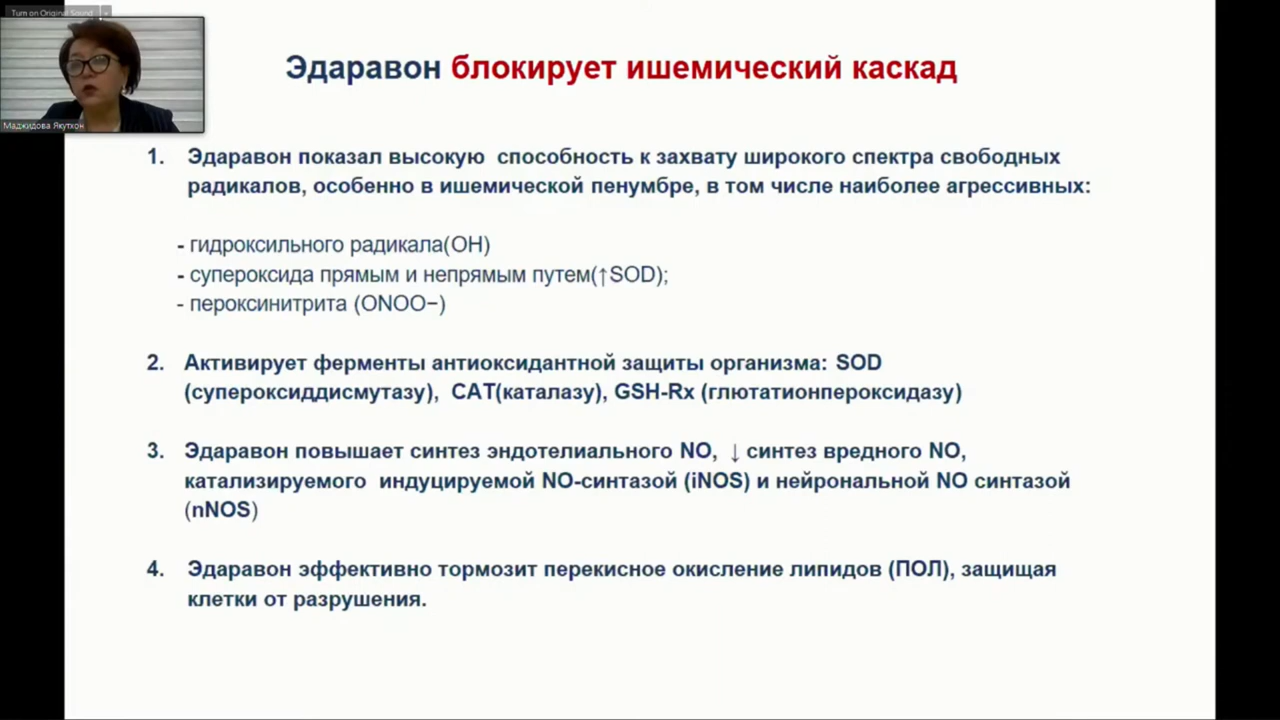 Turn on Original Sound
Эдаравон блокирует ишемический каскад
Маджидова Якутхон
1. Эдаравон показал высокую способность к захвату широкого спектра свободных
радикалов, особенно в ишемической пенумбре, в том числе наиболее агрессивных:
- гидроксильного радикала(OH)
- супероксида прямым и непрямым путем(↑SOD);
- пероксинитрита (ONOO−)
2. Активирует ферменты антиоксидантной защиты организма: SOD
(супероксиддисмутазу), CAT(каталазу), GSH-Rx (глютатионпероксидазу)
3. Эдаравон повышает синтез эндотелиального NO, ↓ синтез вредного NO,
катализируемого индуцируемой NO-синтазой (iNOS) и нейрональной NO синтазой
(nNOS)
4. Эдаравон эффективно тормозит перекисное окисление липидов (ПОЛ), защищая
клетки от разрушения.